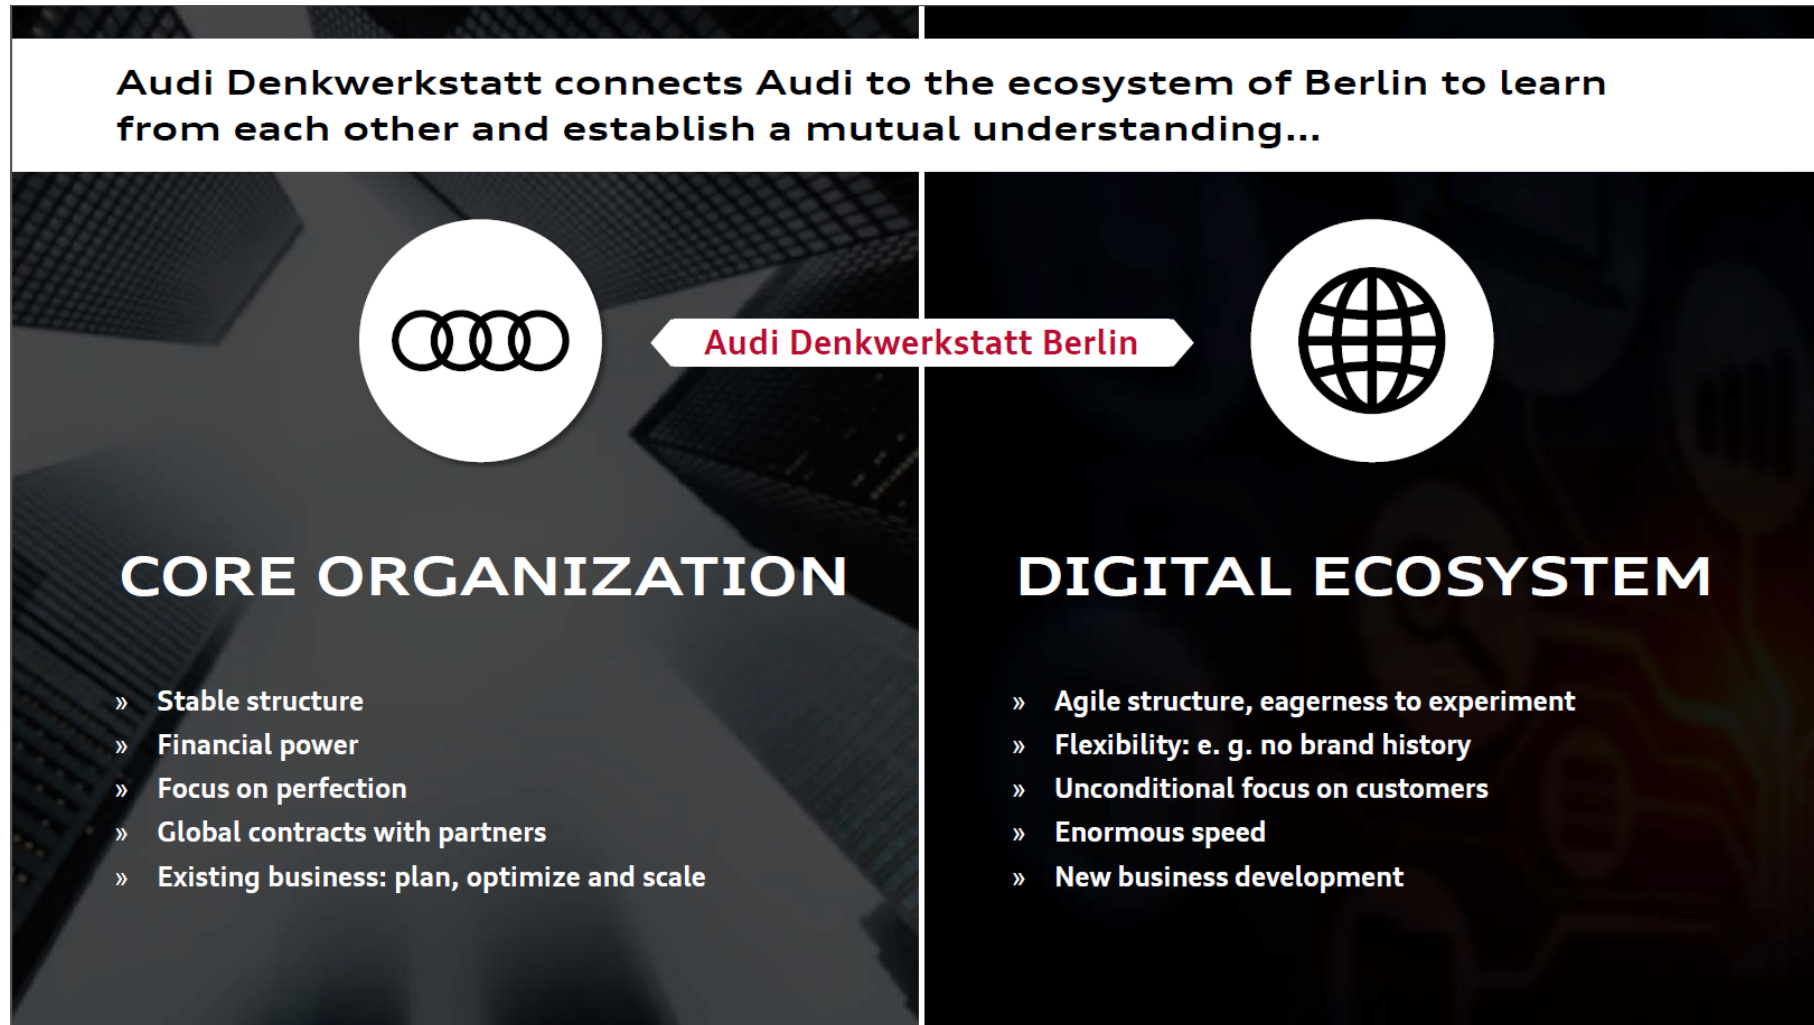 Audi Denkwerkstatt connects Audi to the ecosystem of Berlin to learn
from each other and establish a mutual understanding...
Audi Denkwerkstatt Berlin
CORE ORGANIZATION
» Stable structure
» Financial power
» Focus on perfection
» Global contracts with partners
» Existing business: plan, optimize and scale
DIGITAL ECOSYSTEM
» Agile structure, eagerness to experiment
» Flexibility: e. g. no brand history
» Unconditional focus on customers
» Enormous speed
» New business development